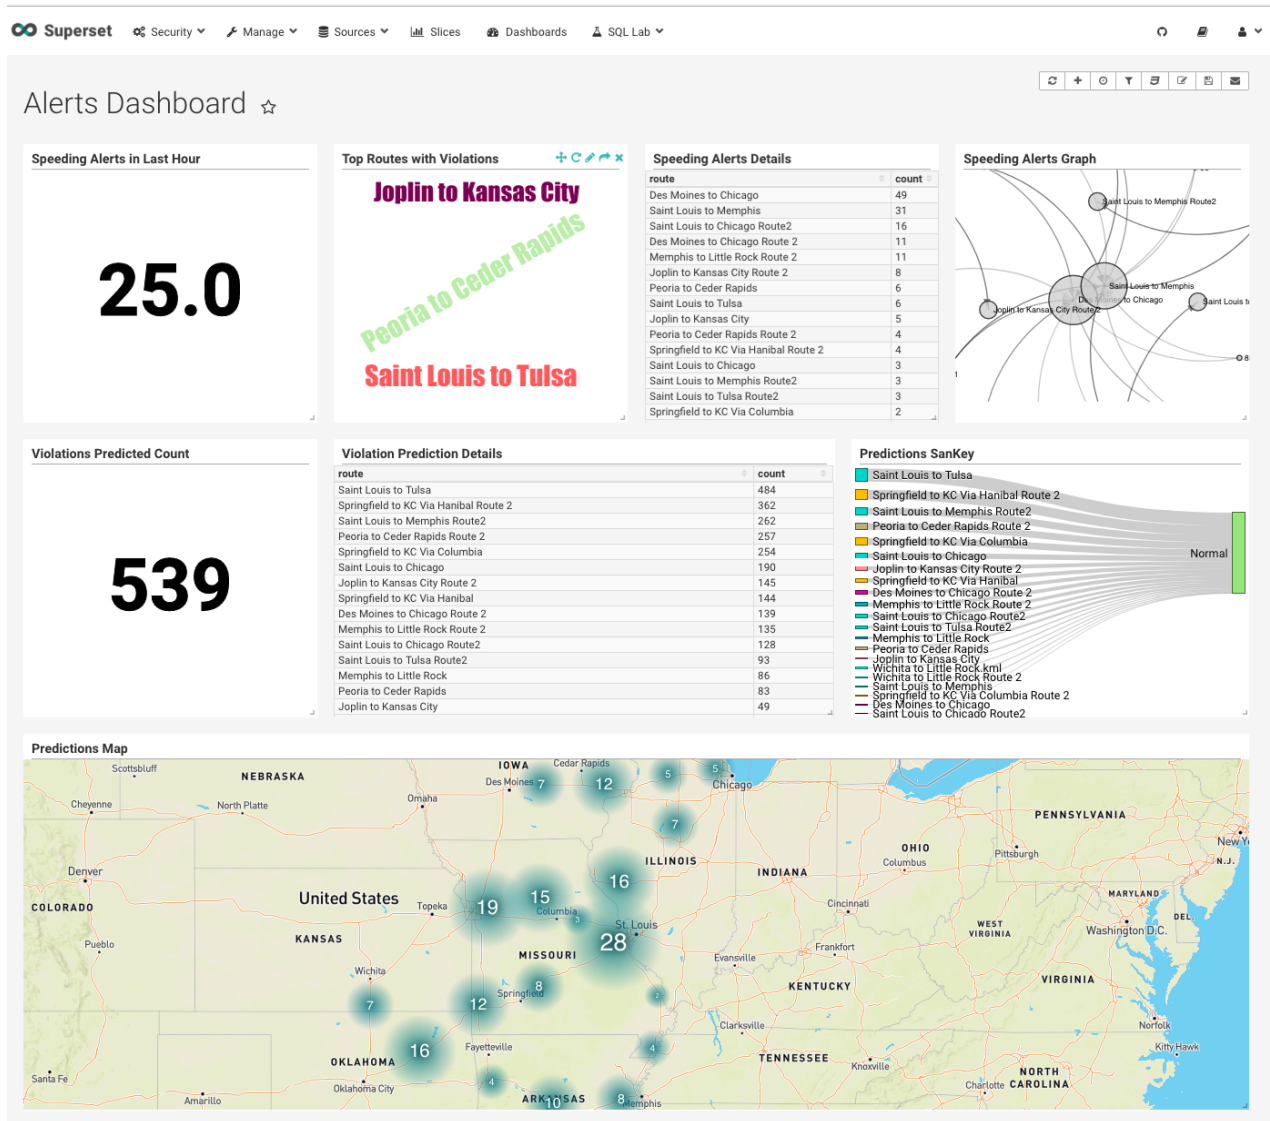 Superset Security Manage Sources Slices Dashboards SQL Lab
Alerts Dashboard
Speeding Alerts in Last Hour
25.0
Top Routes with Violations
Joplin to Kansas City
Peoria to Ceder Rapids
Saint Louis to Tulsa
Speeding Alerts Details
route count
Des Moines to Chicago 49
Saint Louis to Memphis 31
Saint Louis to Chicago Route2 16
Des Moines to Chicago Route 2 11
Memphis to Little Rock Route 2 11
Joplin to Kansas City Route 2 8
Peoria to Ceder Rapids 6
Saint Louis to Tulsa 6
Joplin to Kansas City 5
Peoria to Ceder Rapids Route 2 4
Springfield to KC Via Hanibal Route 2 4
Saint Louis to Chicago 3
Saint Louis to Memphis Route2 3
Saint Louis to Tulsa Route2 3
Springfield to KC Via Columbia 2
Speeding Alerts Graph
Saint Louis to Memphis Route2
Saint Louis to Memphis
Des Moines to Chicago
Saint Louis t
Joplin to Kansas City Route 2
8
Violations Predicted Count
539
Violation Prediction Details
route count
Saint Louis to Tulsa 484
Springfield to KC Via Hanibal Route 2 362
Saint Louis to Memphis Route2 262
Peoria to Ceder Rapids Route 2 257
Springfield to KC Via Columbia 254
Saint Louis to Chicago 190
Joplin to Kansas City Route 2 145
Springfield to KC Via Hanibal 144
Des Moines to Chicago Route 2 139
Memphis to Little Rock Route 2 135
Saint Louis to Chicago Route2 128
Saint Louis to Tulsa Route2 93
Memphis to Little Rock 86
Peoria to Ceder Rapids 83
Joplin to Kansas City 49
Predictions SanKey
Saint Louis to Tulsa
Springfield to KC Via Hanibal Route 2
Saint Louis to Memphis Route2
Peoria to Ceder Rapids Route 2
Springfield to KC Via Columbia
Saint Louis to Chicago
Joplin to Kansas City Route 2
Springfield to KC Via Hanibal
Des Moines to Chicago Route 2
Memphis to Little Rock Route 2
Saint Louis to Chicago Route2
Saint Louis to Tulsa Route2
Memphis to Little Rock
Peoria to Ceder Rapids
Joplin to Kansas City
Wichita to Little Rock.kml
Wichita to Little Rock Route 2
Saint Louis to Memphis
Springfield to KC Via Columbia Route 2
Des Moines to Chicago
Saint Louis to Chicago Route2
Normal
Predictions Map
Scottsbluff
NEBRASKA
IOWA
Cedar Rapids
Des Moines
7
12
5
5
Chicago
Cheyenne
North Platte
Omaha
7
PENNSYLVANIA
New Y
N.J.
Pittsburgh
OHIO
Columbus
ILLINOIS
INDIANA
Denver
COLORADO
United States
Topeka
19
15
Columbia
3
16
St. Louis
28
Cincinnati
MARYLAND
DEL.
Washington D.C.
WEST
VIRGINIA
Pueblo
KANSAS
MISSOURI
Evansville
Frankfort
Wichita
7
12
Springfield
8
2
KENTUCKY
VIRGINIA
Clarksville
Norfolk
Kitty Hawk
OKLAHOMA
16
Fayetteville
4
TENNESSEE
Knoxville
Santa Fe
Oklahoma City
4
Amarillo
ARKANSAS
10
8
Memphis
Charlotte
NORTH
CAROLINA